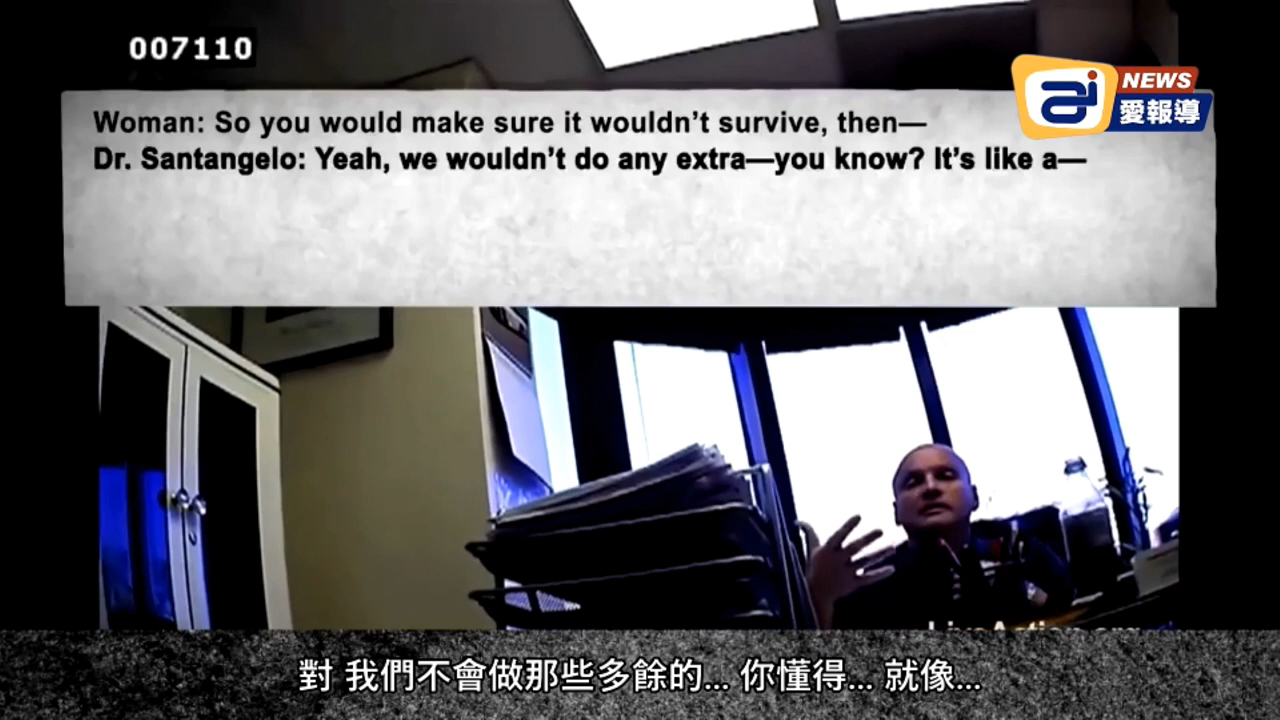 007110
NEWS
愛報導
Woman: So you would make sure it wouldn’t survive, then—
Dr. Santangelo: Yeah, we wouldn’t do any extra—you know? It’s like a—
對 我們不會做那些多餘的... 你懂得... 就像...